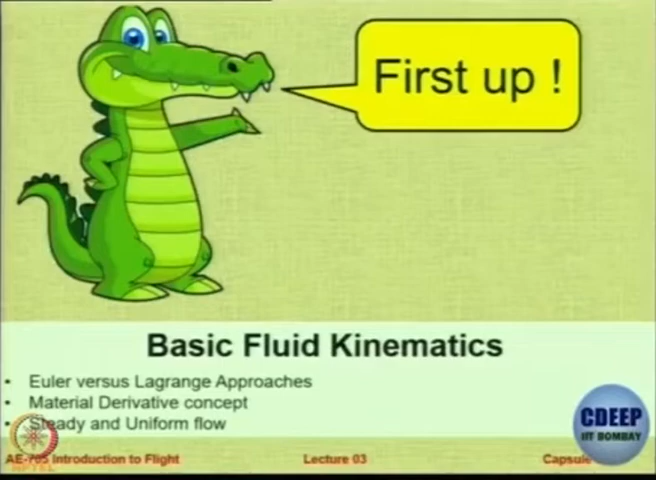 First up !
Basic Fluid Kinematics
• Euler versus Lagrange Approaches
• Material Derivative concept
• Steady and Uniform flow
CDEEP
IIT BOMBAY
NPTEL
AE-705 Introduction to Flight Lecture 03 Capsule